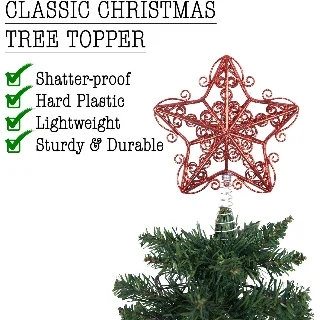 CLASSIC CHRISTMAS
TREE TOPPER
Shatter-proof
Hard Plastic
Lightweight
Sturdy & Durable